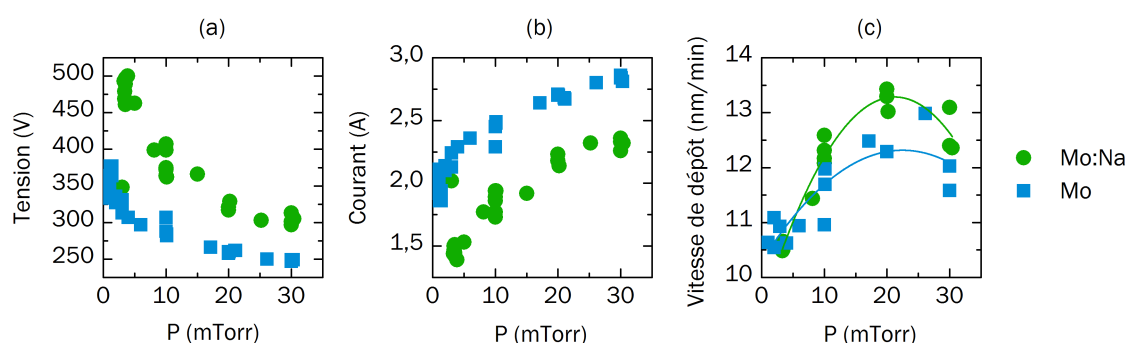 (a)
Tension (V)
500
450
400
350
300
250
0
10
20
30
P (mTorr)
(b)
Courant (A)
3,0
2,5
2,0
1,5
0
10
20
30
P (mTorr)
(c)
Vitesse de dépôt (nm/min)
14
13
12
11
10
0
10
20
30
P (mTorr)
Mo:Na
Mo